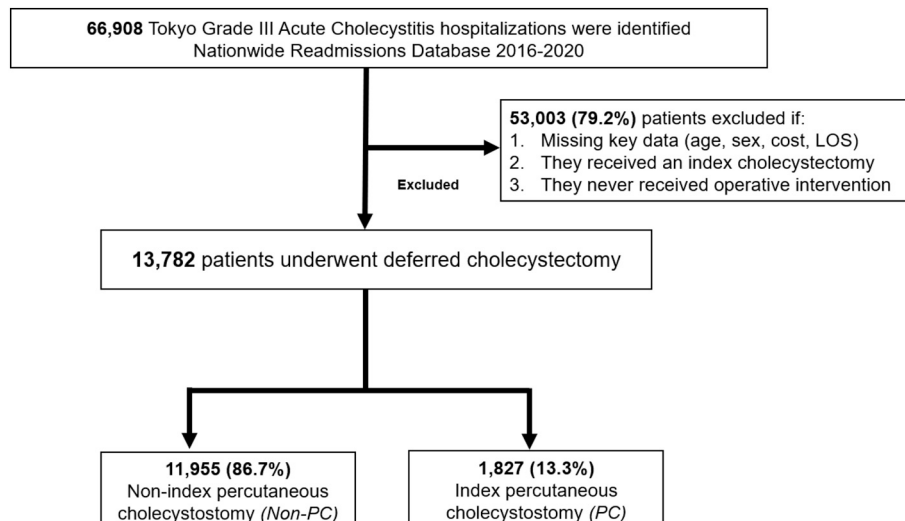 66,908 Tokyo Grade III Acute Cholecystitis hospitalizations were identified
Nationwide Readmissions Database 2016-2020
53,003 (79.2%) patients excluded if:
1. Missing key data (age, sex, cost, LOS)
2. They received an index cholecystectomy
3. They never received operative intervention
Excluded
13,782 patients underwent deferred cholecystectomy
11,955 (86.7%)
Non-index percutaneous
cholecystostomy (Non-PC)
1,827 (13.3%)
Index percutaneous
cholecystostomy (PC)